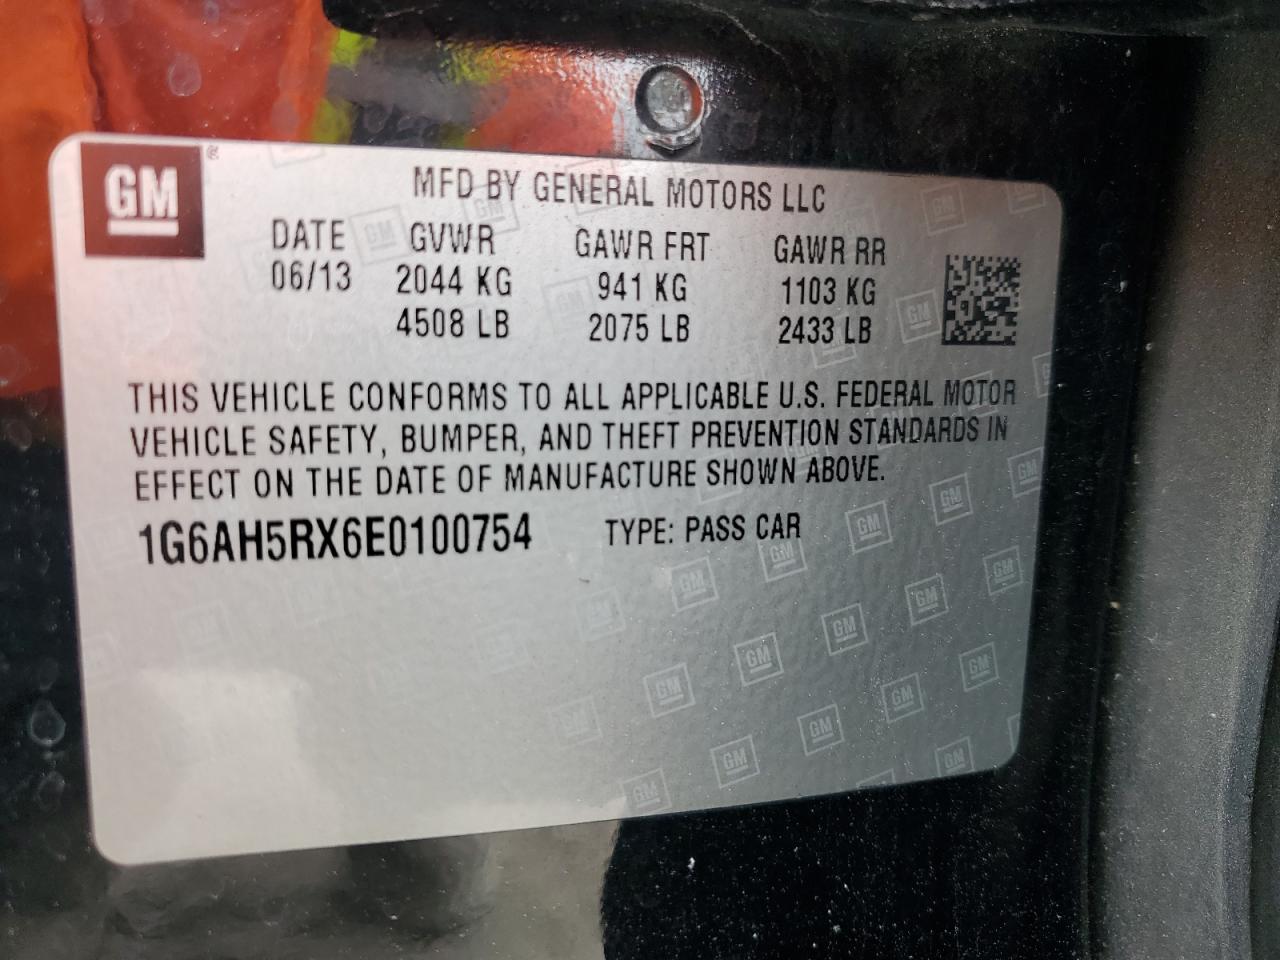 GM
MFD BY GENERAL MOTORS LLC
DATE GVWR GAWR FRT GAWR RR
06/13 2044 KG 941 KG 1103 KG
4508 LB 2075 LB 2433 LB
THIS VEHICLE CONFORMS TO ALL APPLICABLE U.S. FEDERAL MOTOR
VEHICLE SAFETY, BUMPER, AND THEFT PREVENTION STANDARDS IN
EFFECT ON THE DATE OF MANUFACTURE SHOWN ABOVE.
1G6AH5RX6E0100754 TYPE: PASS CAR